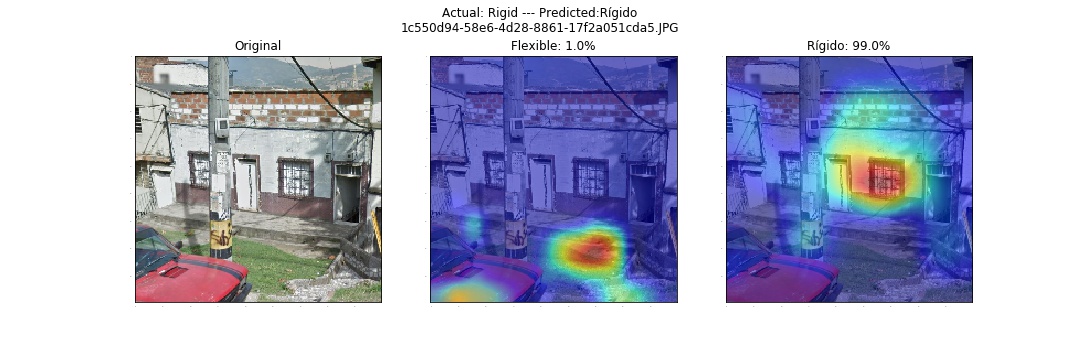 Actual: Rigid --- Predicted:Rígido
1c550d94-58e6-4d28-8861-17f2a051cda5.JPG
Original
Flexible: 1.0%
Rígido: 99.0%